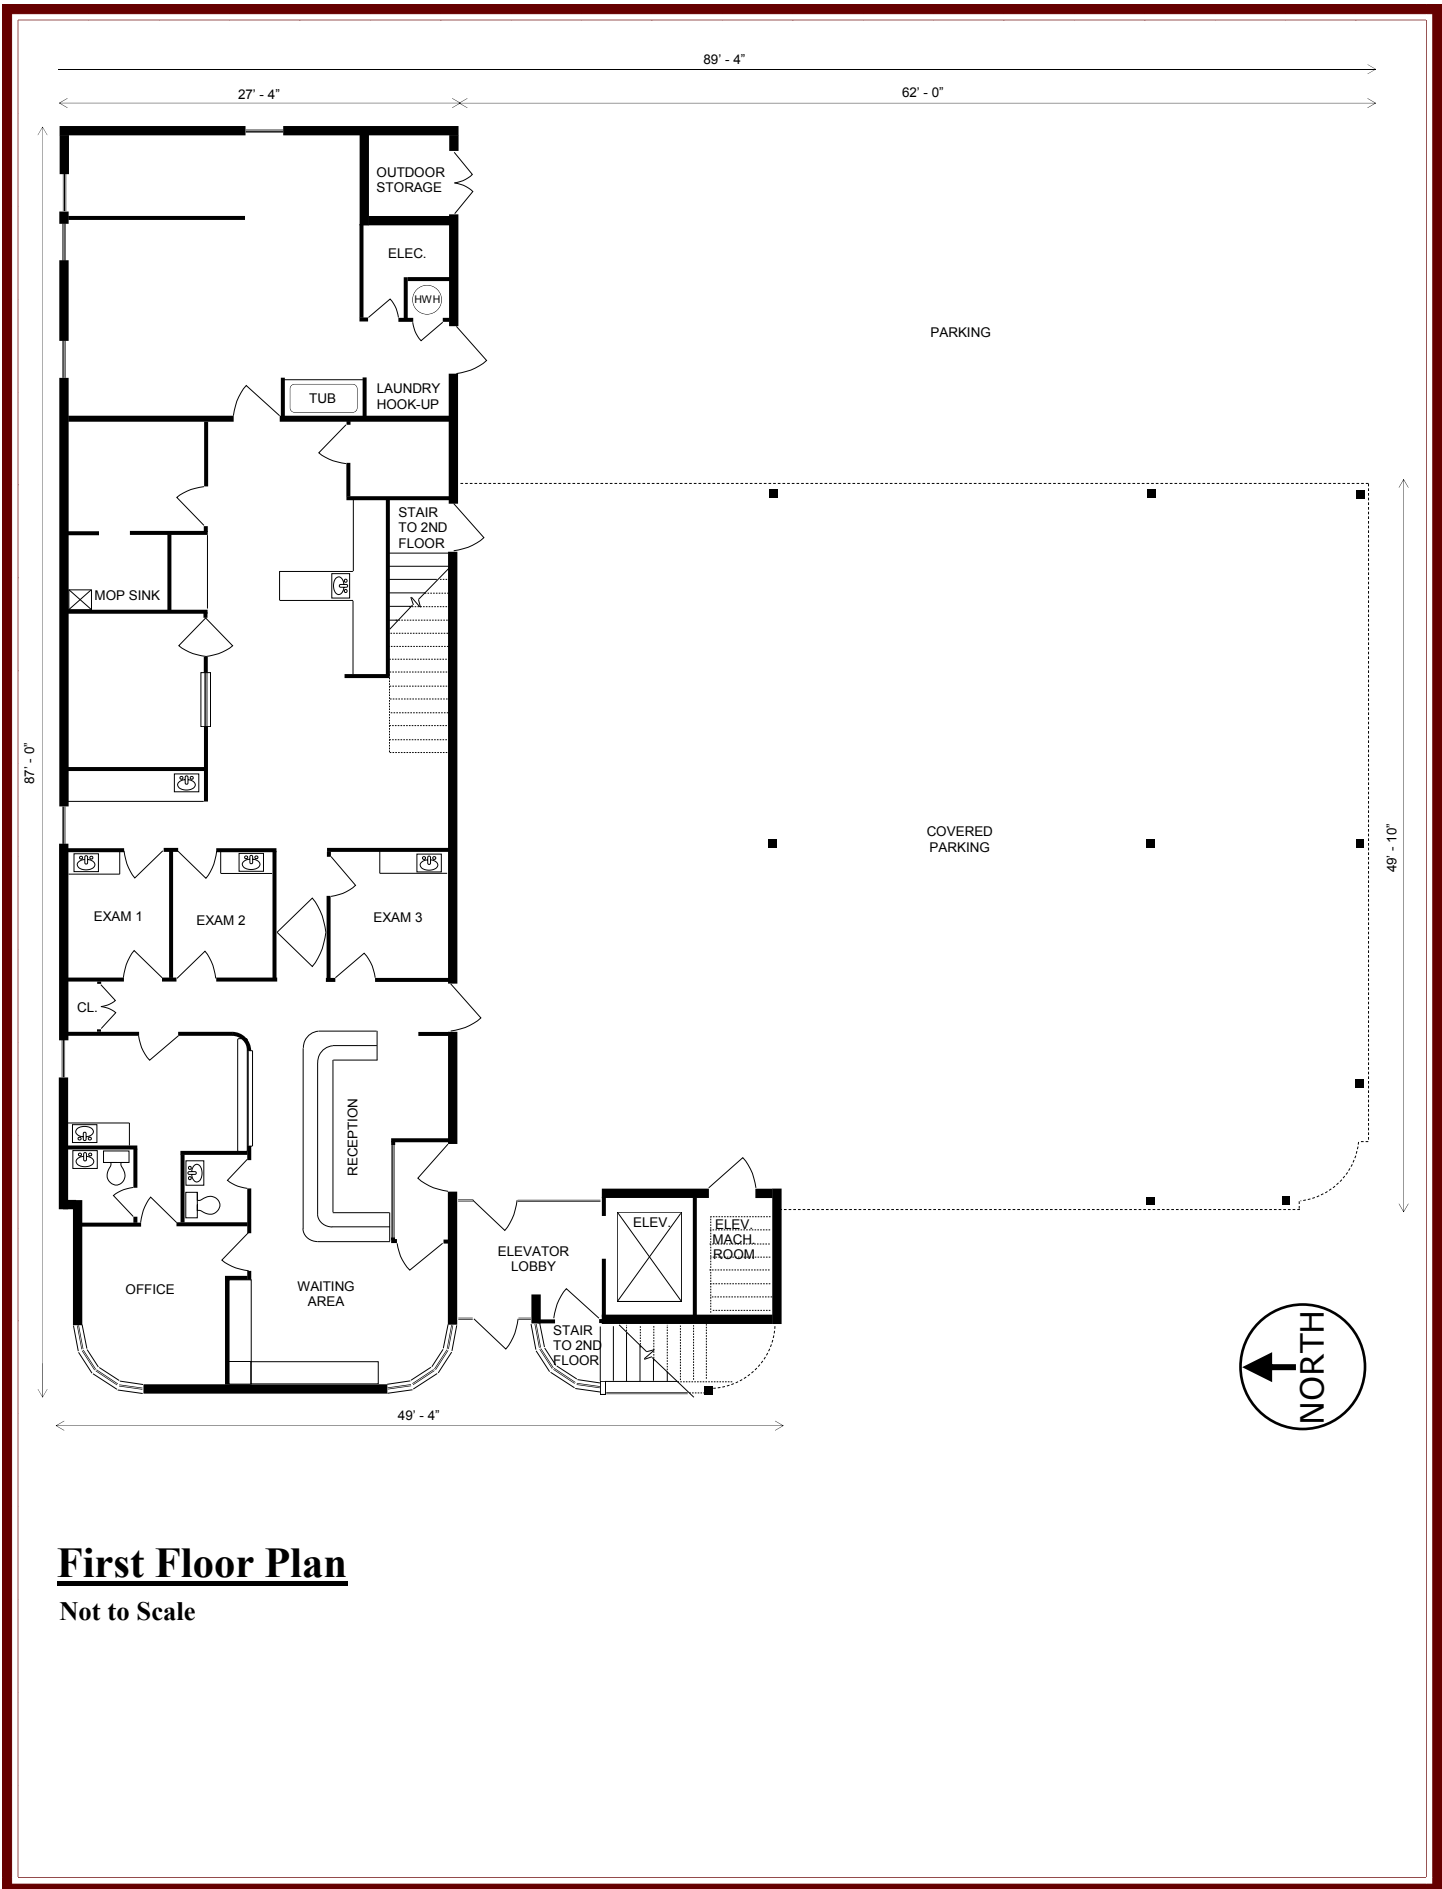 89' - 4"
27' - 4"
62' - 0"
OUTDOOR
STORAGE
ELEC.
HWH
PARKING
TUB
LAUNDRY
HOOK-UP
STAIR
TO 2ND
FLOOR
MOP SINK
87' - 0"
COVERED
PARKING
49' - 10"
EXAM 1
EXAM 2
EXAM 3
CL.
RECEPTION
ELEV.
ELEV.
MACH.
ROOM
ELEVATOR
LOBBY
OFFICE
WAITING
AREA
STAIR
TO 2ND
FLOOR
NORTH
49' - 4"
First Floor Plan
Not to Scale